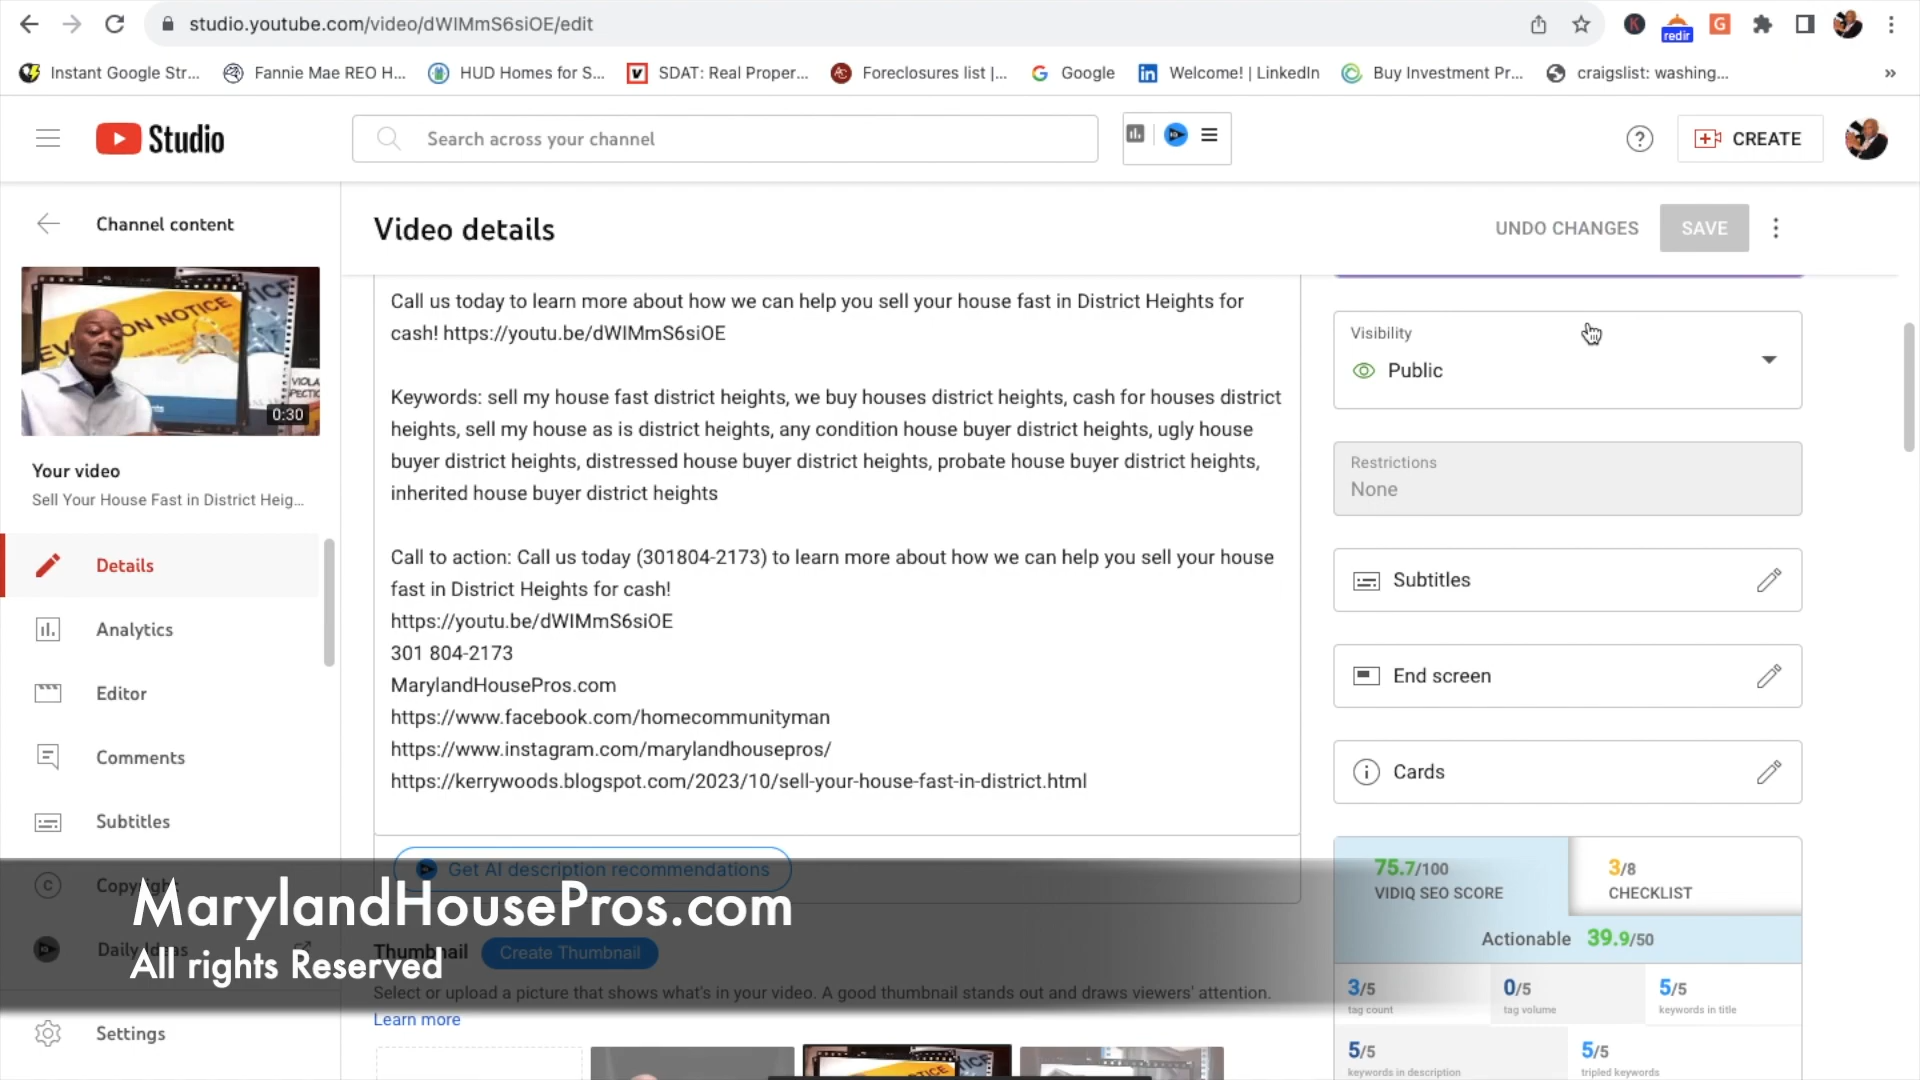 studio.youtube.com/video/dWIMmS6siOE/edit
redir
Instant Google Str...
Fannie Mae REO H...
HUD Homes for S...
SDAT: Real Proper...
Foreclosures list |...
Google
Welcome! | LinkedIn
Buy Investment Pr...
craigslist: washing...
»
Studio
Search across your channel
CREATE
Channel content
Video details
UNDO CHANGES
SAVE
EVICTION NOTICE
0:30
Your video
Sell Your House Fast in District Heig...
Details
Analytics
Editor
Comments
Subtitles
Copyright
Daily Ideas
Settings
Call us today to learn more about how we can help you sell your house fast in District Heights for
cash! https://youtu.be/dWIMmS6siOE
Keywords: sell my house fast district heights, we buy houses district heights, cash for houses district
heights, sell my house as is district heights, any condition house buyer district heights, ugly house
buyer district heights, distressed house buyer district heights, probate house buyer district heights,
inherited house buyer district heights
Call to action: Call us today (301804-2173) to learn more about how we can help you sell your house
fast in District Heights for cash!
https://youtu.be/dWIMmS6siOE
301 804-2173
MarylandHousePros.com
https://www.facebook.com/homecommunityman
https://www.instagram.com/marylandhousepros/
https://kerrywoods.blogspot.com/2023/10/sell-your-house-fast-in-district.html
Get AI description recommendations
MarylandHousePros.com
All rights Reserved
Thumbnail
Create Thumbnail
Select or upload a picture that shows what's in your video. A good thumbnail stands out and draws viewers' attention.
Learn more
Visibility
Public
Restrictions
None
Subtitles
End screen
Cards
75.7/100
VIDIQ SEO SCORE
3/8
CHECKLIST
Actionable 39.9/50
3/5
tag count
0/5
tag volume
5/5
keywords in title
5/5
keywords in description
5/5
tripled keywords